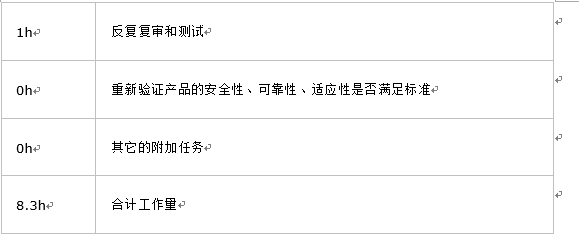 1h 反复复审和测试
0h 重新验证产品的安全性、可靠性、适应性是否满足标准
0h 其它的附加任务
8.3h 合计工作量